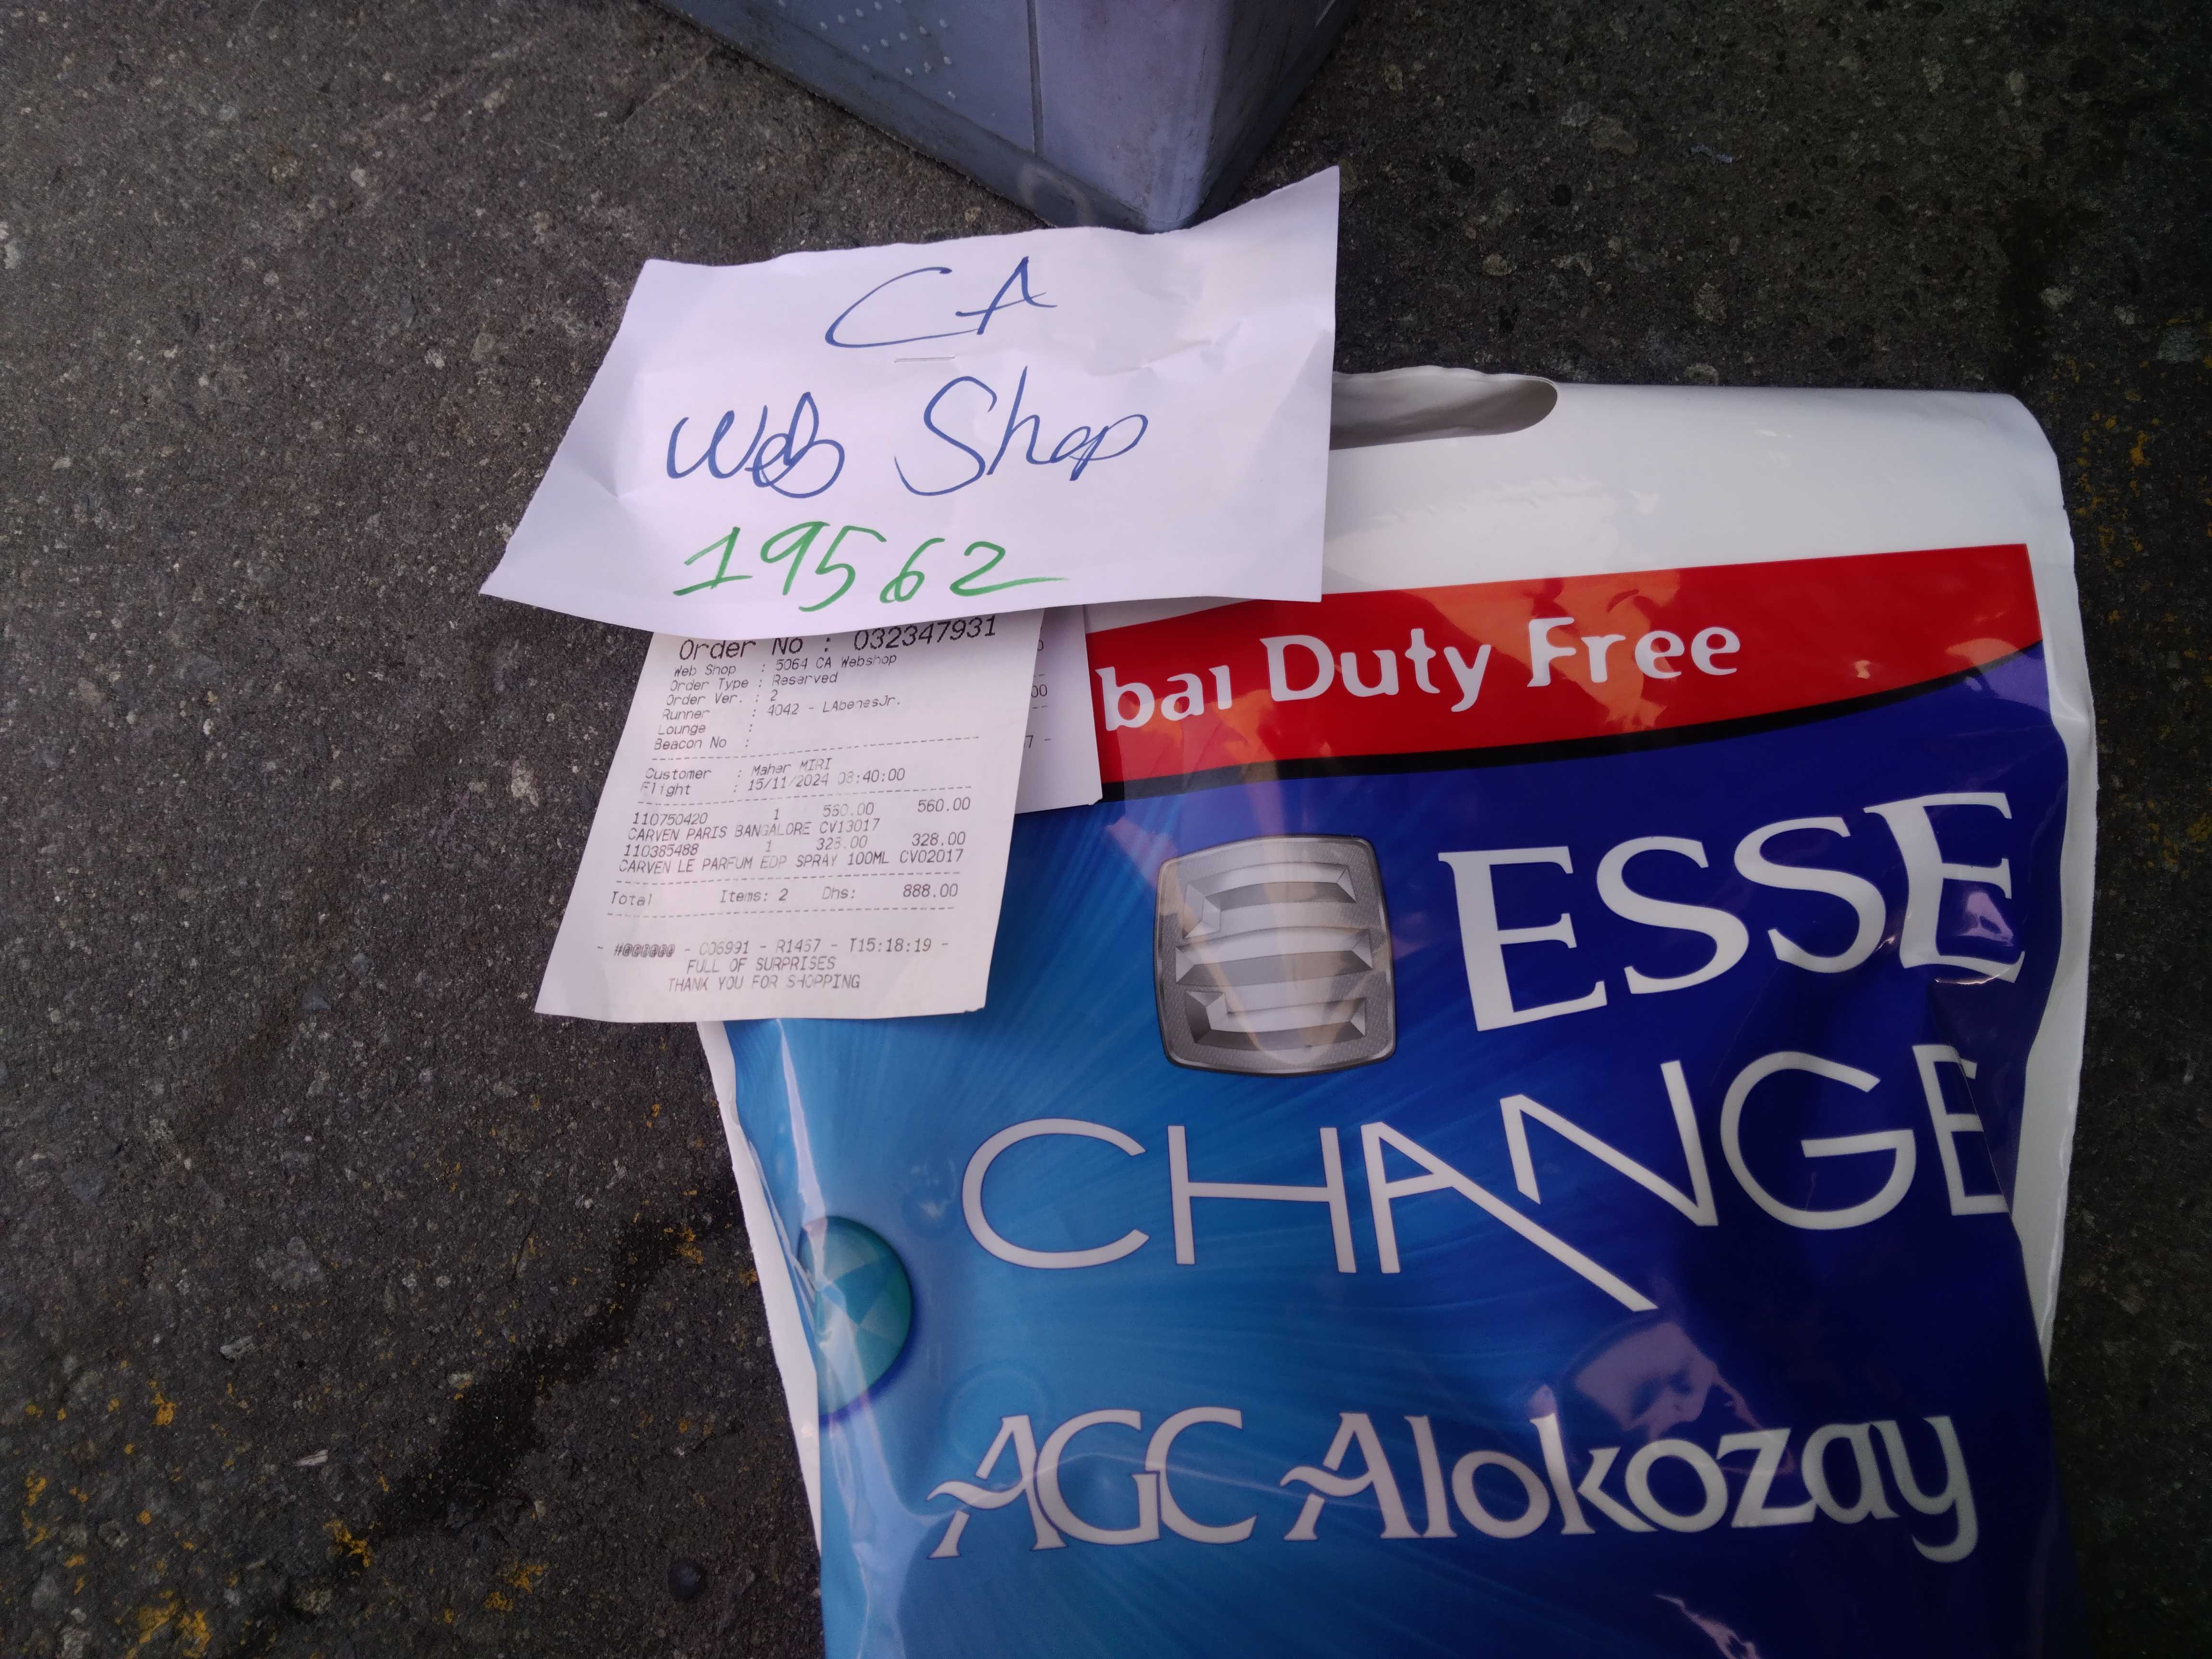 CA
Web Shop
19562
Order No : 032347931
Web Shop : 5064 CA Webshop
Order Type : Reserved
Order Ver. : 2
Runner : 4042 - LAbenesJr.
Lounge :
Beacon No :
Customer : Maher MIRI
Flight : 15/11/2024 03:40:00
110750420 1 560.00 560.00
CARVEN PARIS BANGALORE CV13017
110385488 1 328.00 328.00
CARVEN LE PARFUM EDP SPRAY 100ML CV02017
Total Items: 2 Dhs: 888.00
- #@@@@@@ - C06991 - R1467 - T15:18:19 -
FULL OF SURPRISES
THANK YOU FOR SHOPPING
bai Duty Free
ESSE
CHANGE
AGC Alokozay